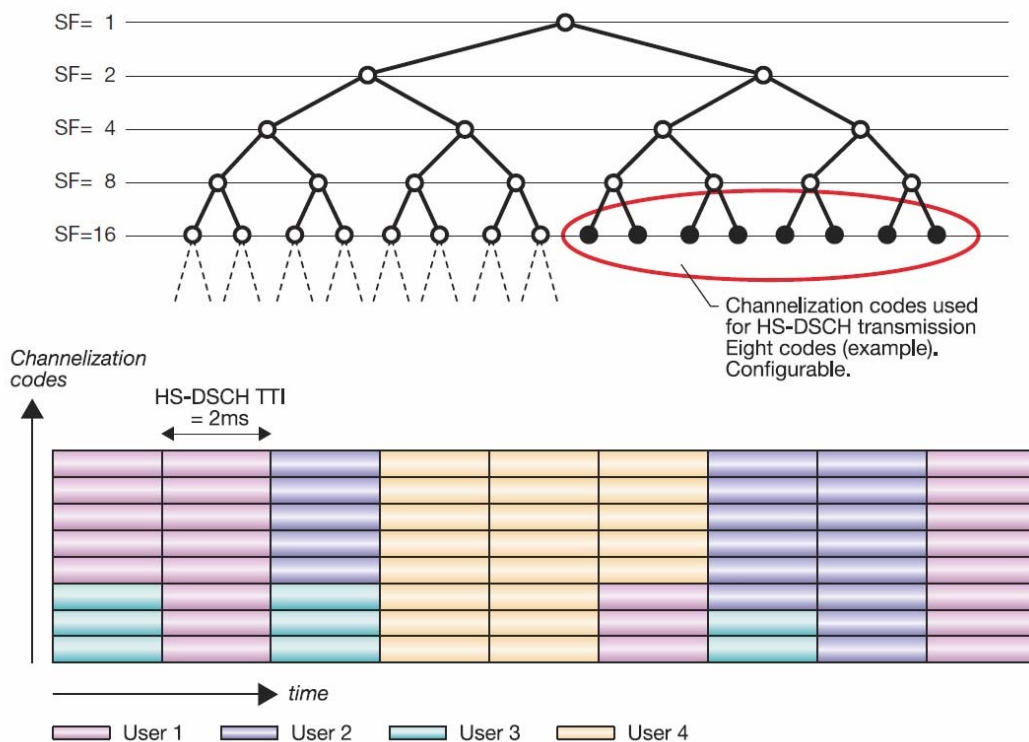 SF= 1
SF= 2
SF= 4
SF= 8
SF=16
Channelization codes used
for HS-DSCH transmission
Eight codes (example).
Configurable.
Channelization
codes
HS-DSCH TTI
= 2ms
time
User 1
User 2
User 3
User 4